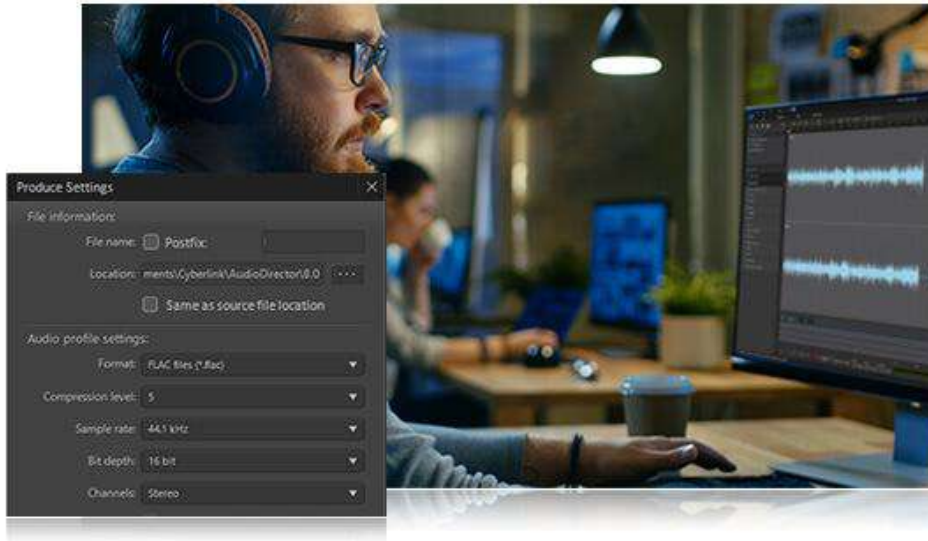 Produce Settings
File information:
File name: Postfix:
Location: ments\Cyberlink\AudioDirector\8.0 ...
Same as source file location
Audio profile settings:
Format: FLAC files (*.flac)
Compression level: 5
Sample rate: 44.1 kHz
Bit depth: 16 bit
Channels: Stereo